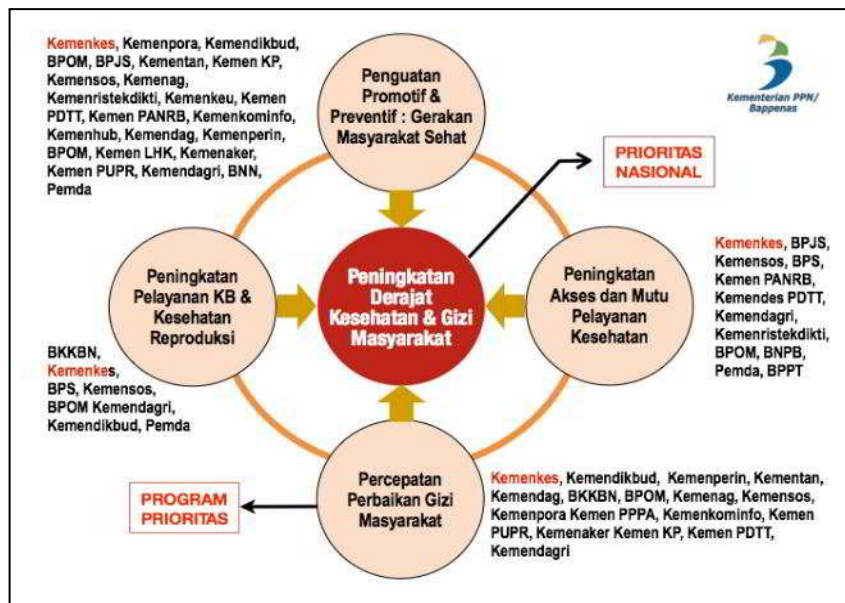 Kemenkes, Kemenpora, Kemendikbud,
BPOM, BPJS, Kementan, Kemen KP,
Kemensos, Kemenag,
Kemenristekdikti, Kemenkeu, Kemen
PDTT, Kemen PANRB, Kemenkominfo,
Kemenhub, Kemendag, Kemenperin,
BPOM, Kemen LHK, Kemenaker,
Kemen PUPR, Kemendagri, BNN,
Pemda
Penguatan
Promotif &
Preventif : Gerakan
Masyarakat Sehat
Kementerian PPN/
Bappenas
PRIORITAS
NASIONAL
Peningkatan
Pelayanan KB &
Kesehatan
Reproduksi
Peningkatan
Derajat
Kesehatan & Gizi
Masyarakat
Peningkatan
Akses dan Mutu
Pelayanan
Kesehatan
Kemenkes, BPJS,
Kemensos, BPS,
Kemen PANRB,
Kemendes PDTT,
Kemendagri,
Kemenristekdikti,
BPOM, BNPB,
Pemda, BPPT
BKKBN,
Kemenkes,
BPS, Kemensos,
BPOM Kemendagri,
Kemendikbud, Pemda
PROGRAM
PRIORITAS
Percepatan
Perbaikan Gizi
Masyarakat
Kemenkes, Kemendikbud, Kemenperin, Kementan,
Kemendag, BKKBN, BPOM, Kemenag, Kemensos,
Kemenpora Kemen PPPA, Kemenkominfo, Kemen
PUPR, Kemenaker Kemen KP, Kemen PDTT,
Kemendagri